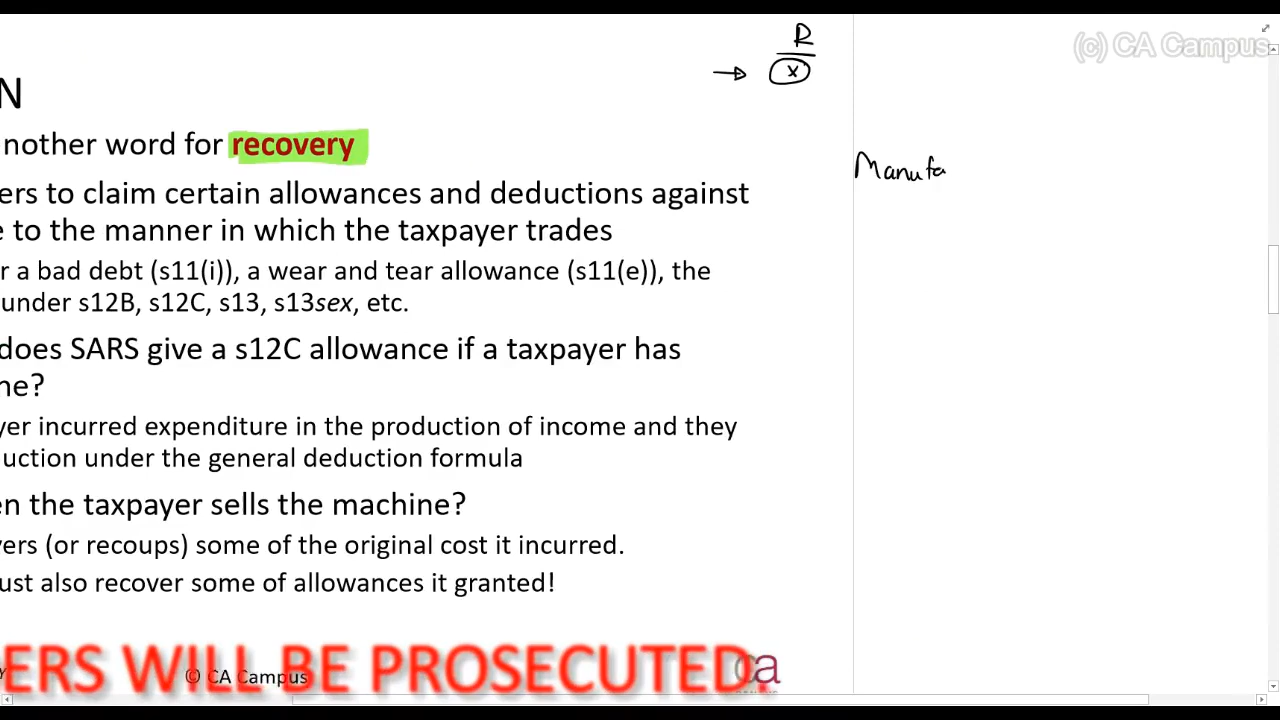 R
(c) CA Campus
→ x
N
nother word for recovery
Manufa
ers to claim certain allowances and deductions against
e to the manner in which the taxpayer trades
r a bad debt (s11(i)), a wear and tear allowance (s11(e)), the
under s12B, s12C, s13, s13sex, etc.
does SARS give a s12C allowance if a taxpayer has
ne?
yer incurred expenditure in the production of income and they
uction under the general deduction formula
en the taxpayer sells the machine?
vers (or recoups) some of the original cost it incurred.
ust also recover some of allowances it granted!
ERS WILL BE PROSECUTED.
© CA Campus
ca